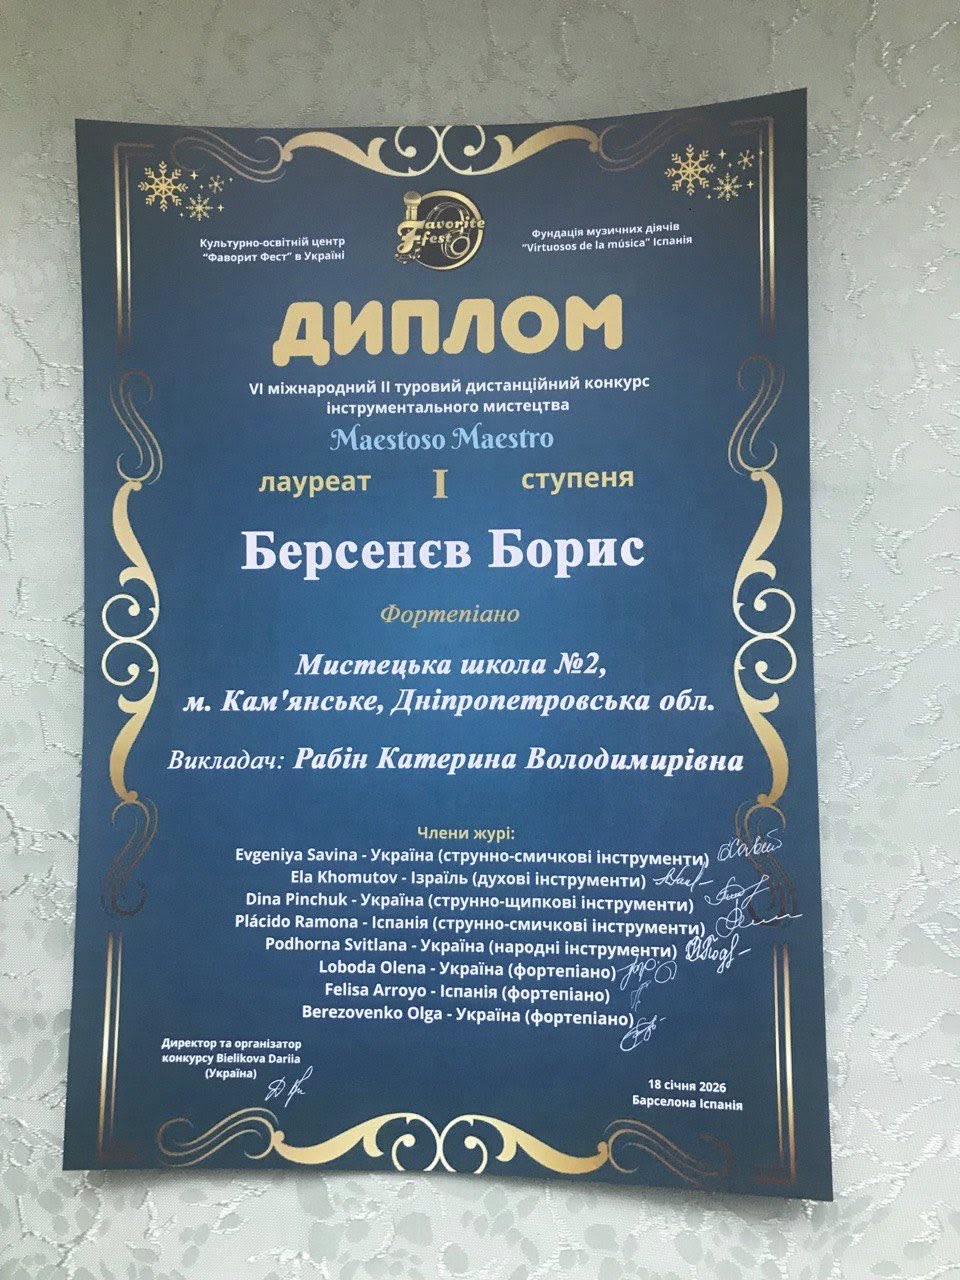 Культурно-освітній центр
“Фаворит Фест” в Україні
Favorite
fest
Фундація музичних діячів
“Virtuosos de la música” Іспанія
ДИПЛОМ
VI міжнародний II туровий дистанційний конкурс
інструментального мистецтва
Maestoso Maestro
лауреат I ступеня
Берсенєв Борис
Фортепіано
Мистецька школа №2,
м. Кам'янське, Дніпропетровська обл.
Викладач: Рабін Катерина Володимирівна
Члени журі:
Evgeniya Savina - Україна (струнно-смичкові інструменти)
Ela Khomutov - Ізраїль (духові інструменти)
Dina Pinchuk - Україна (струнно-щипкові інструменти)
Plácido Ramona - Іспанія (струнно-смичкові інструменти)
Podhorna Svitlana - Україна (народні інструменти)
Loboda Olena - Україна (фортепіано)
Felisa Arroyo - Іспанія (фортепіано)
Berezovenko Olga - Україна (фортепіано)
Директор та організатор
конкурсу Bielikova Dariia
(Україна)
18 січня 2026
Барселона Іспанія